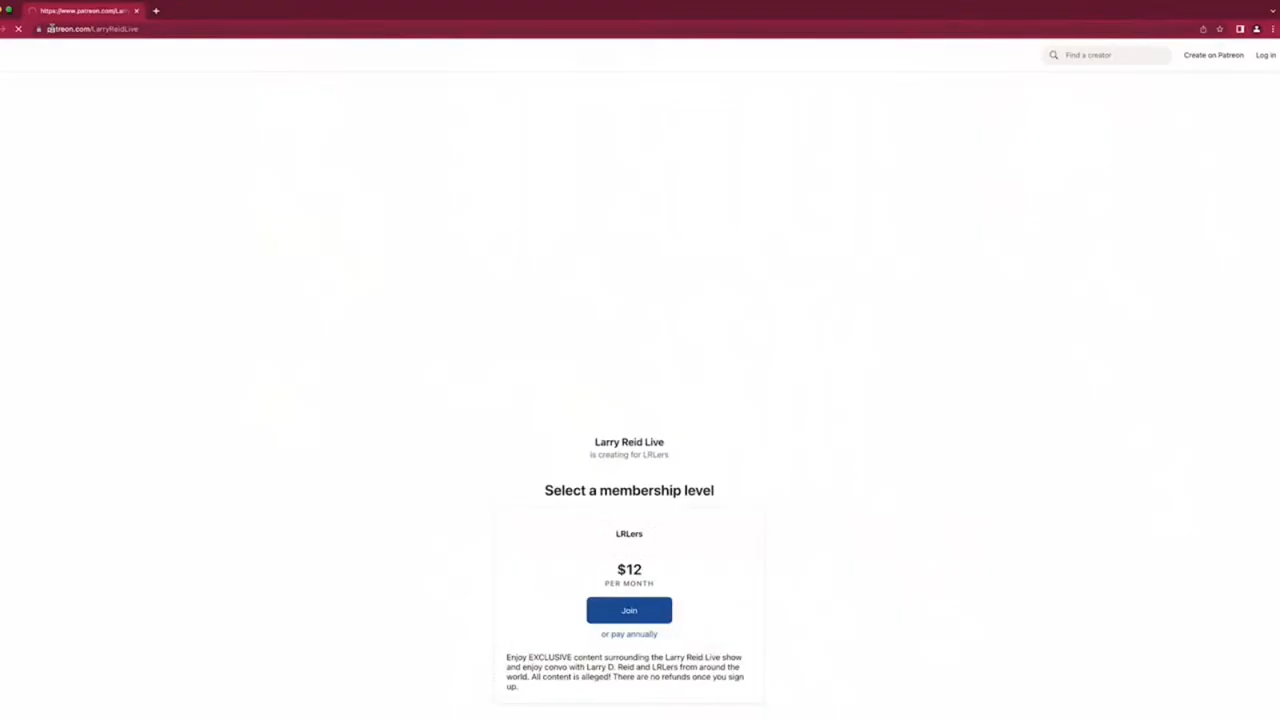 https://www.patreon.com/Larry
patreon.com/LarryReidLive
Find a creator
Create on Patreon
Log in
Larry Reid Live
is creating for LRLers
Select a membership level
LRLers
$12
PER MONTH
Join
or pay annually
Enjoy EXCLUSIVE content surrounding the Larry Reid Live show
and enjoy convo with Larry D. Reid and LRLers from around the
world. All content is alleged! There are no refunds once you sign
up.